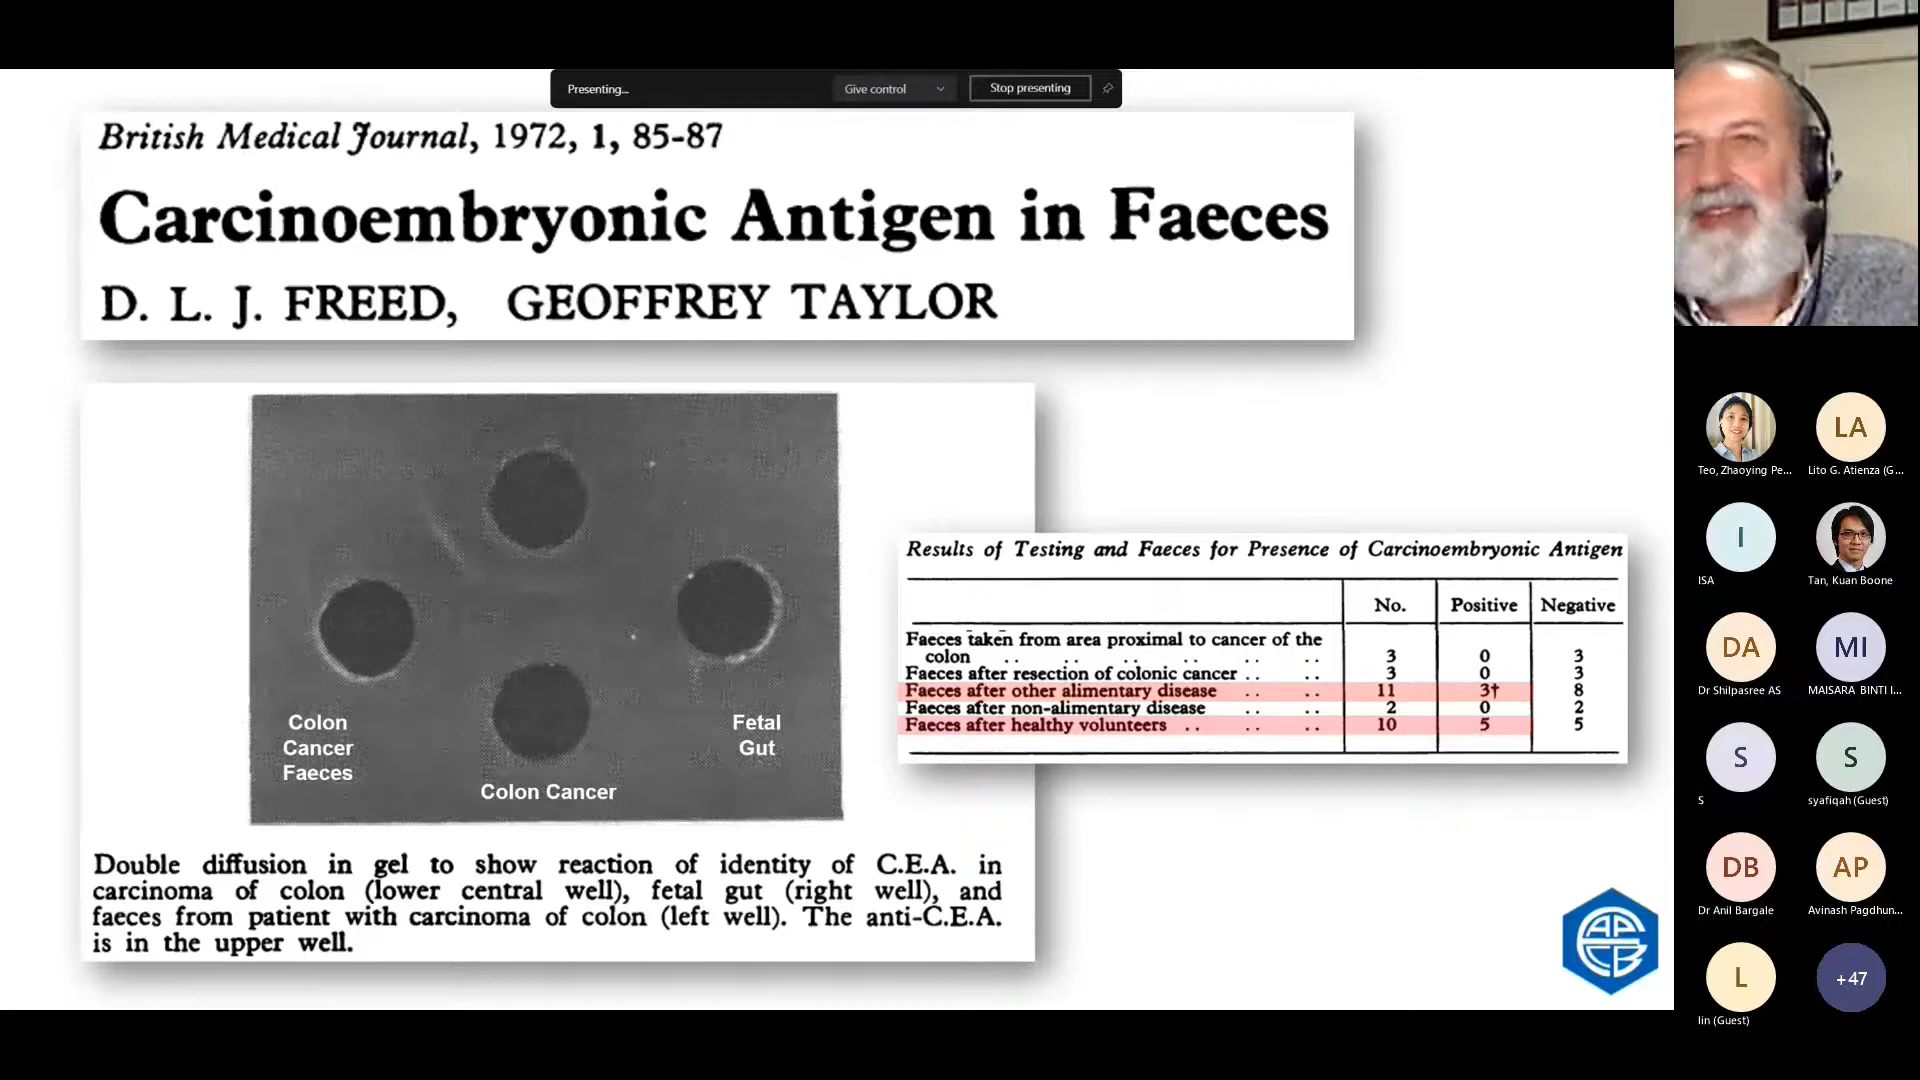 Presenting...
Give control
Stop presenting
British Medical Journal, 1972, 1, 85-87
Carcinoembryonic Antigen in Faeces
D. L. J. FREED, GEOFFREY TAYLOR
Colon
Cancer
Faeces
Colon Cancer
Fetal
Gut
Double diffusion in gel to show reaction of identity of C.E.A. in
carcinoma of colon (lower central well), fetal gut (right well), and
faeces from patient with carcinoma of colon (left well). The anti-C.E.A.
is in the upper well.
Results of Testing and Faeces for Presence of Carcinoembryonic Antigen
No. Positive Negative
Faeces taken from area proximal to cancer of the
colon .. .. .. .. .. .. 3 0 3
Faeces after resection of colonic cancer .. .. 3 0 3
Faeces after other alimentary disease .. .. 11 3† 8
Faeces after non-alimentary disease .. .. 2 0 2
Faeces after healthy volunteers .. .. .. 10 5 5
APFCB
Teo, Zhaoying Pe...
LA
Lito G. Atienza (G...
I
ISA
Tan, Kuan Boone
DA
Dr Shilpasree AS
MI
MAISARA BINTI I...
S
S
S
syafiqah (Guest)
DB
Dr Anil Bargale
AP
Avinash Pagdhun...
L
lin (Guest)
+47